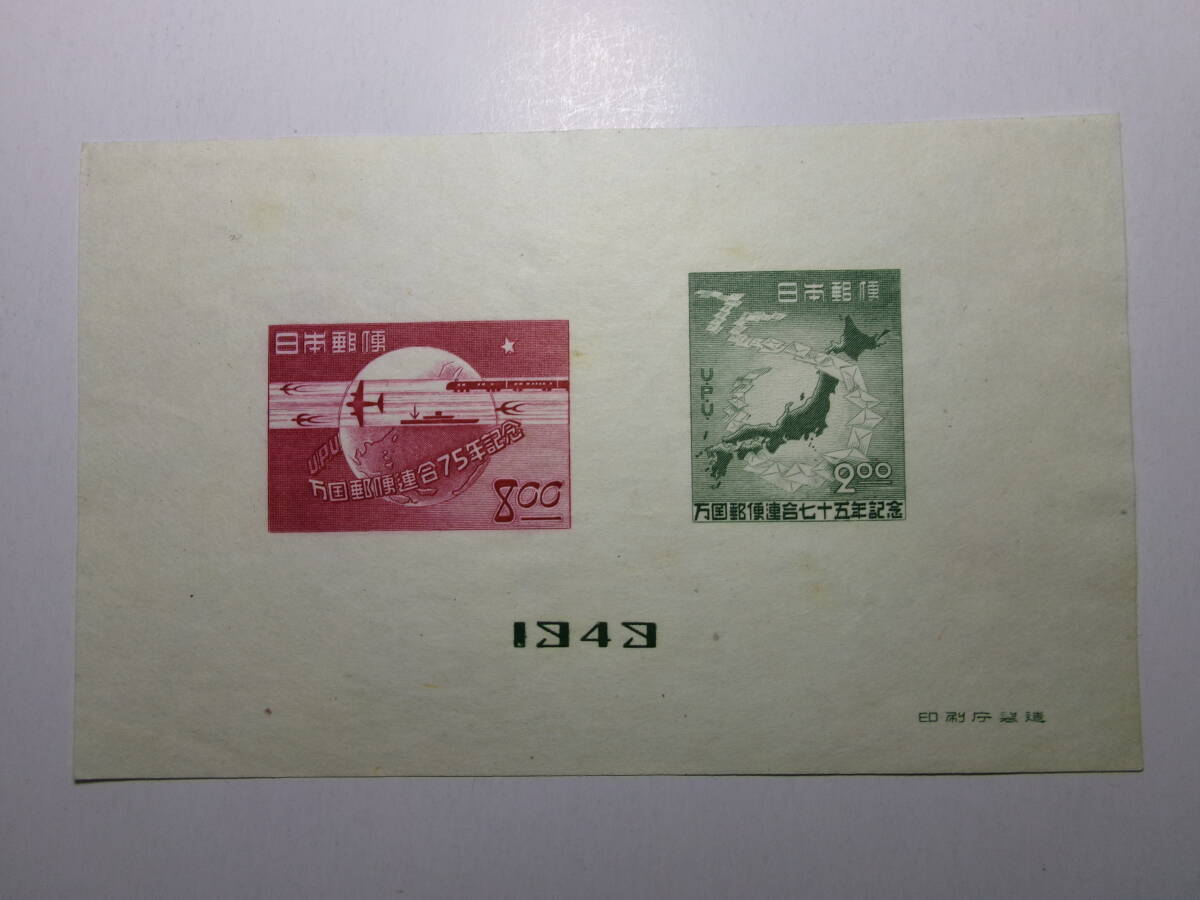 日本郵便
U.P.U
万国郵便連合75年記念
8.00
75
日本郵便
U.P.U.
2.00
万国郵便連合七十五年記念
1949
印刷庁製造